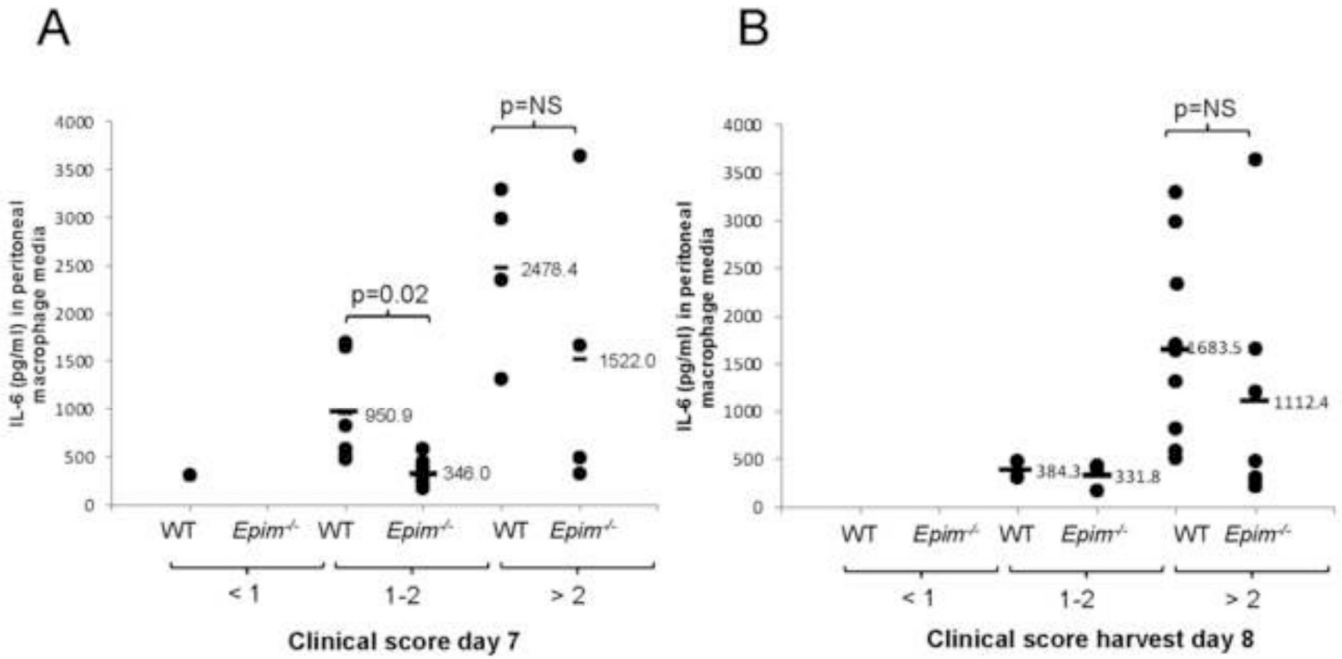 A
p=NS
4000
3500
3000
2500
2000
1500
1000
500
0
IL-6 (pg/ml) in peritoneal
macrophage media
p=0.02
2478.4
1522.0
950.9
346.0
WT Epim-/- WT Epim-/- WT Epim-/-
< 1 1-2 > 2
Clinical score day 7
B
p=NS
4000
3500
3000
2500
2000
1500
1000
500
0
IL-6 (pg/ml) in peritoneal
macrophage media
1683.5
1112.4
384.3
331.8
WT Epim-/- WT Epim-/- WT Epim-/-
< 1 1-2 > 2
Clinical score harvest day 8